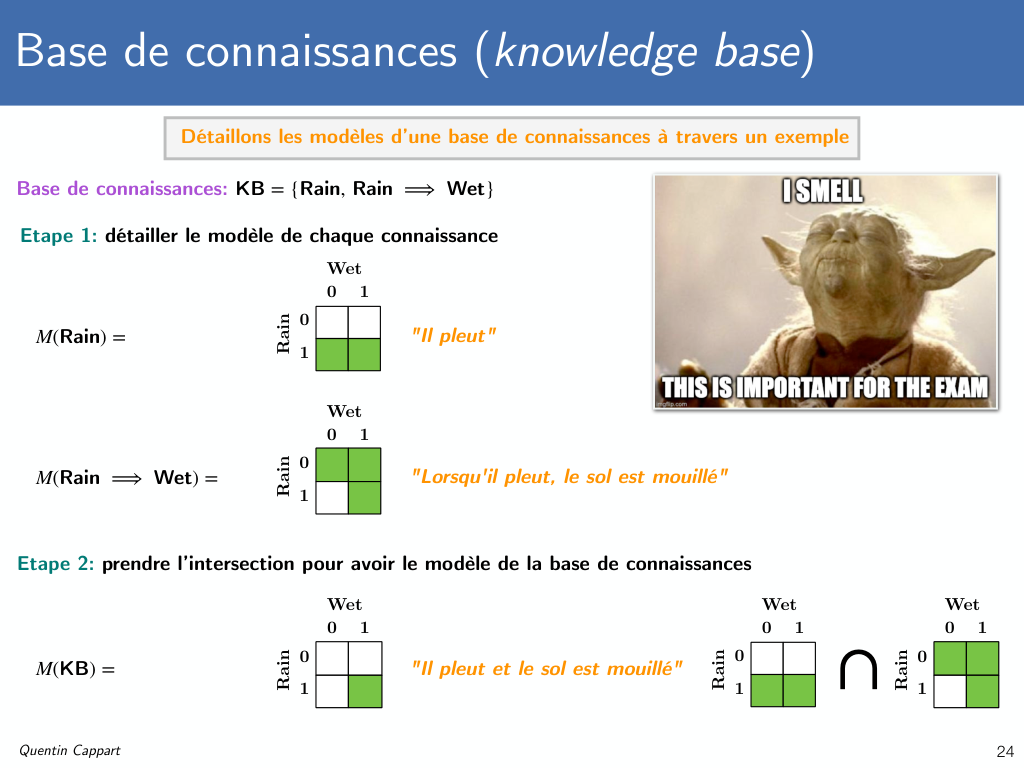 Base de connaissances (knowledge base)
Détaillons les modèles d'une base de connaissances à travers un exemple
Base de connaissances: KB = {Rain, Rain ⟹ Wet}
Etape 1: détailler le modèle de chaque connaissance
I SMELL
THIS IS IMPORTANT FOR THE EXAM
imgflip.com
Wet
0 1
M(Rain) =
Rain
0
1
"Il pleut"
Wet
0 1
M(Rain ⟹ Wet) =
Rain
0
1
"Lorsqu'il pleut, le sol est mouillé"
Etape 2: prendre l'intersection pour avoir le modèle de la base de connaissances
Wet
0 1
M(KB) =
Rain
0
1
"Il pleut et le sol est mouillé"
Wet
0 1
Rain
0
1
∩
Wet
0 1
Rain
0
1
Quentin Cappart
24